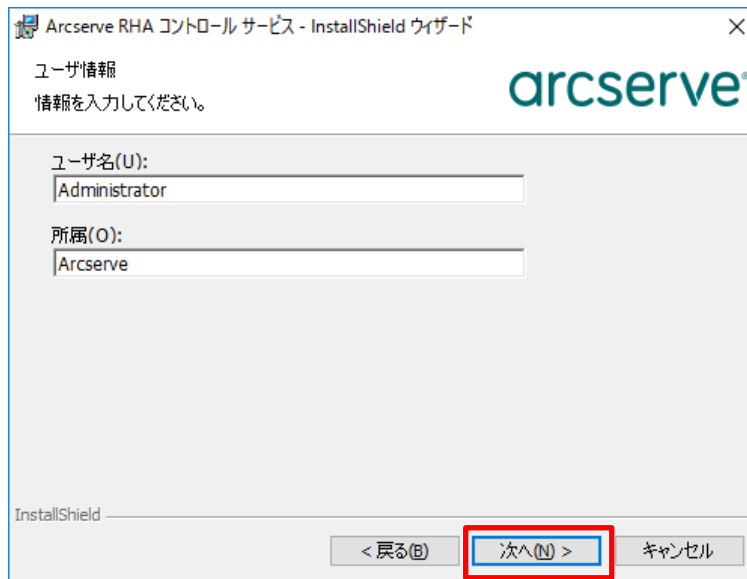 Arcserve RHA コントロール サービス - InstallShield ウィザード
ユーザ情報
情報を入力してください。
arcserve®
ユーザ名(U):
Administrator
所属(O):
Arcserve
InstallShield
< 戻る(B)
次へ(N) >
キャンセル